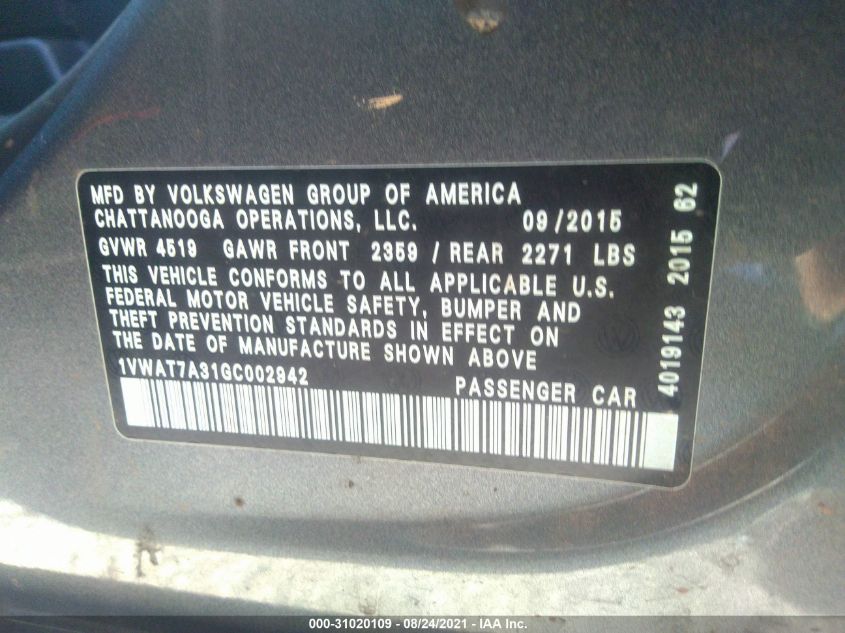 MFD BY VOLKSWAGEN GROUP OF AMERICA
CHATTANOOGA OPERATIONS, LLC. 09/2015
GVWR 4519 GAWR FRONT 2359 / REAR 2271 LBS
THIS VEHICLE CONFORMS TO ALL APPLICABLE U.S.
FEDERAL MOTOR VEHICLE SAFETY, BUMPER AND
THEFT PREVENTION STANDARDS IN EFFECT ON
THE DATE OF MANUFACTURE SHOWN ABOVE
1VWAT7A31GC002942 PASSENGER CAR
4019143 2015 62
000-31020109 - 08/24/2021 - IAA Inc.